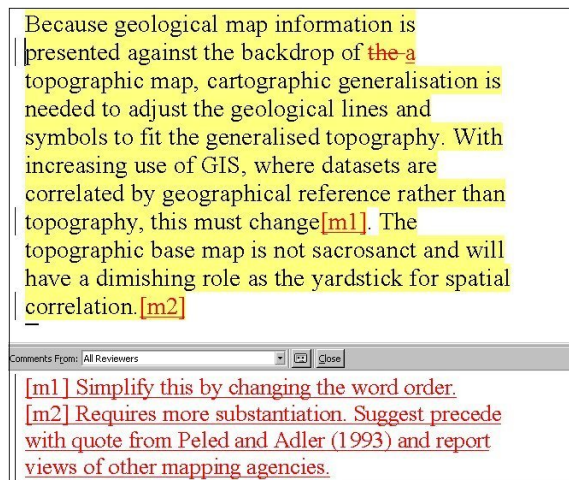 Because geological map information is
presented against the backdrop of the a
topographic map, cartographic generalisation is
needed to adjust the geological lines and
symbols to fit the generalised topography. With
increasing use of GIS, where datasets are
correlated by geographical reference rather than
topography, this must change[m1]. The
topographic base map is not sacrosanct and will
have a dimishing role as the yardstick for spatial
correlation.[m2]
Comments From: All Reviewers Close
[m1] Simplify this by changing the word order.
[m2] Requires more substantiation. Suggest precede
with quote from Peled and Adler (1993) and report
views of other mapping agencies.